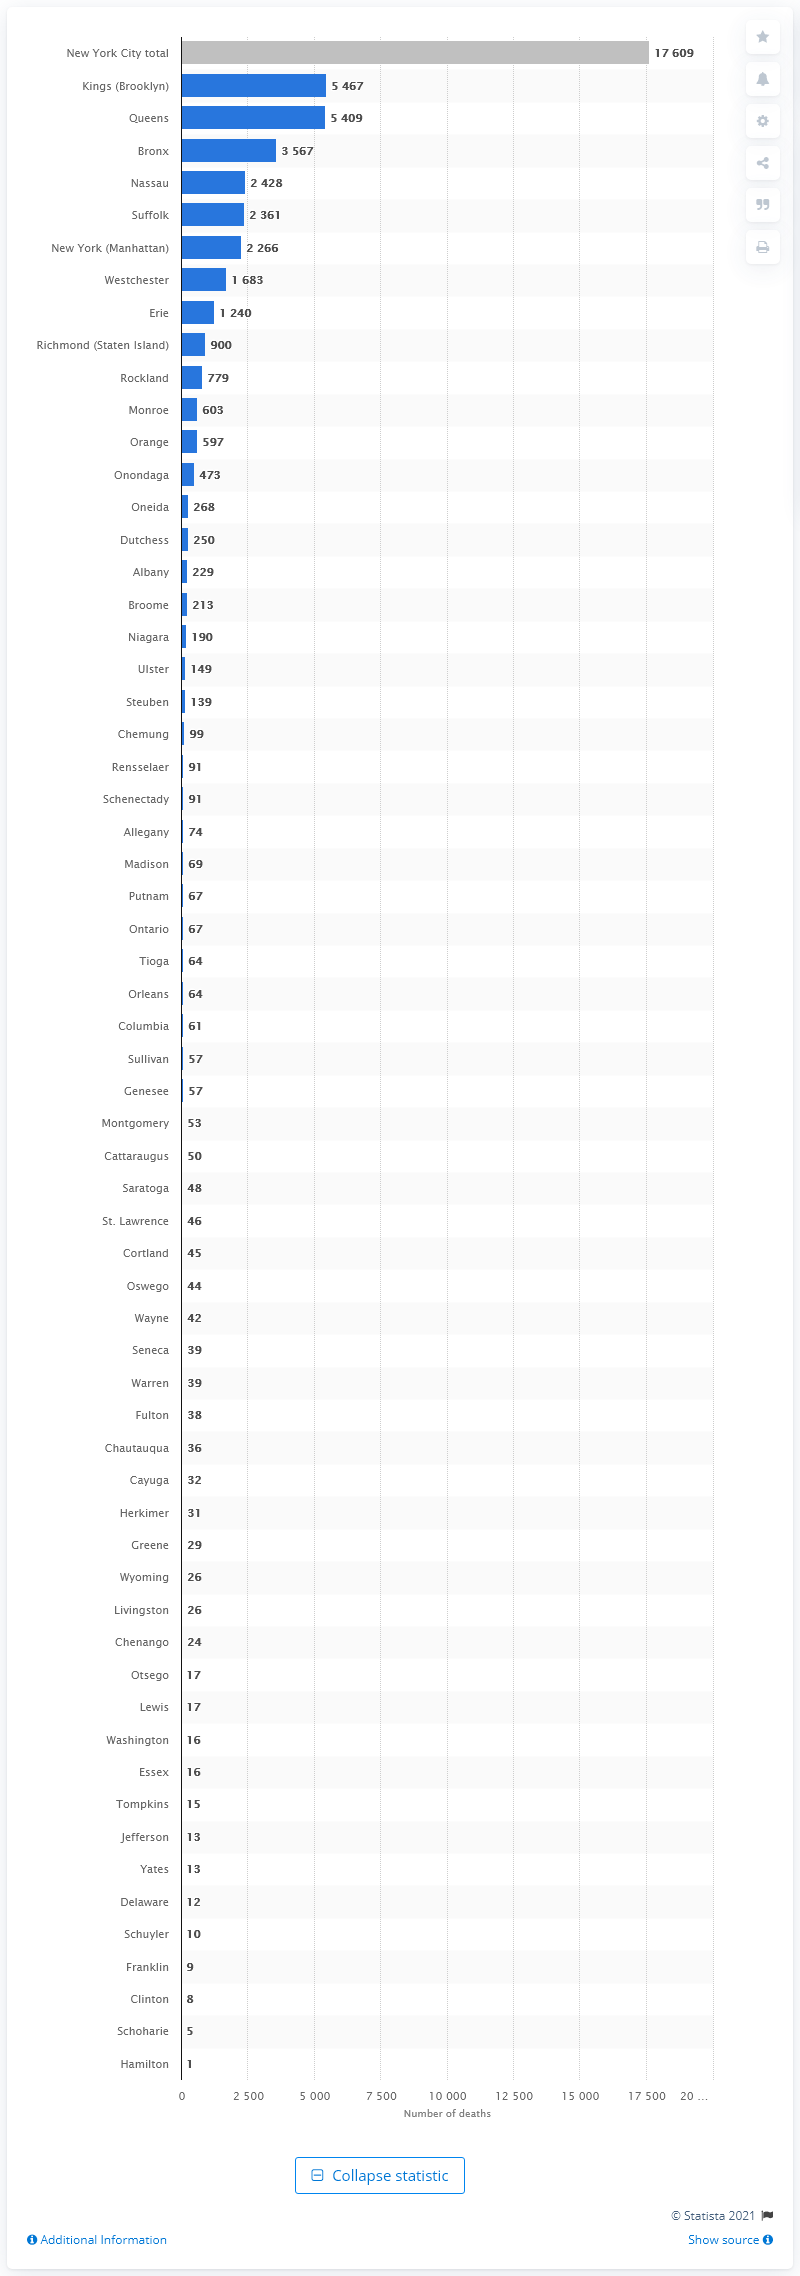 New York City total 17 609
Kings (Brooklyn) 5 467
Queens 5 409
Bronx 3 567
Nassau 2 428
Suffolk 2 361
New York (Manhattan) 2 266
Westchester 1 683
Erie 1 240
Richmond (Staten Island) 900
Rockland 779
Monroe 603
Orange 597
Onondaga 473
Oneida 268
Dutchess 250
Albany 229
Broome 213
Niagara 190
Ulster 149
Steuben 139
Chemung 99
Rensselaer 91
Schenectady 91
Allegany 74
Madison 69
Putnam 67
Ontario 67
Tioga 64
Orleans 64
Columbia 61
Sullivan 57
Genesee 57
Montgomery 53
Cattaraugus 50
Saratoga 48
St. Lawrence 46
Cortland 45
Oswego 44
Wayne 42
Seneca 39
Warren 39
Fulton 38
Chautauqua 36
Cayuga 32
Herkimer 31
Greene 29
Wyoming 26
Livingston 26
Chenango 24
Otsego 17
Lewis 17
Washington 16
Essex 16
Tompkins 15
Jefferson 13
Yates 13
Delaware 12
Schuyler 10
Franklin 9
Clinton 8
Schoharie 5
Hamilton 1
0 2 500 5 000 7 500 10 000 12 500 15 000 17 500 20 ...
Number of deaths
Collapse statistic
© Statista 2021
Additional Information Show source